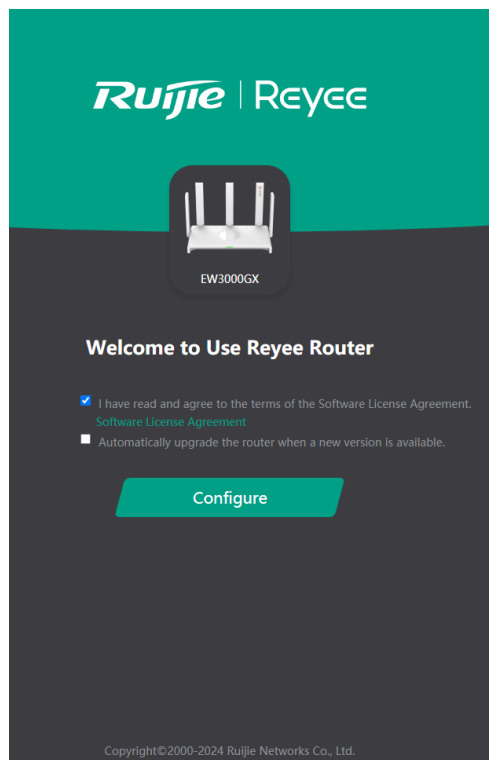 Ruijie | Reyee
EW3000GX
Welcome to Use Reyee Router
I have read and agree to the terms of the Software License Agreement.
Software License Agreement
Automatically upgrade the router when a new version is available.
Configure
Copyright©2000-2024 Ruijie Networks Co., Ltd.